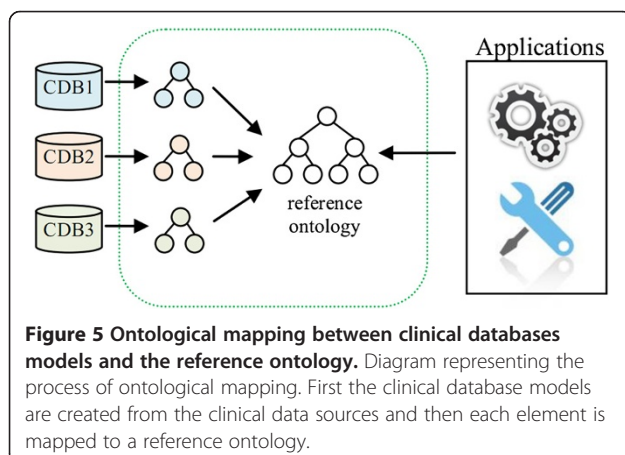 Applications
CDB1
CDB2
CDB3
reference
ontology
Figure 5 Ontological mapping between clinical databases
models and the reference ontology. Diagram representing the
process of ontological mapping. First the clinical database models
are created from the clinical data sources and then each element is
mapped to a reference ontology.